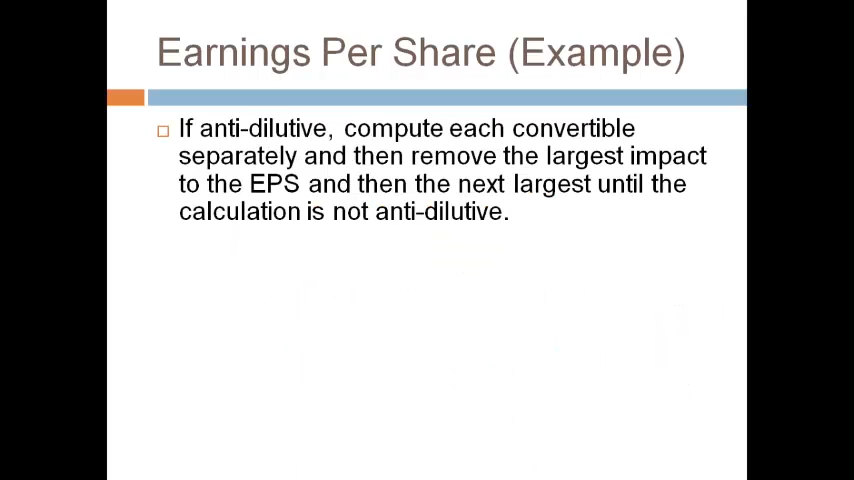 Earnings Per Share (Example)
If anti-dilutive, compute each convertible
separately and then remove the largest impact
to the EPS and then the next largest until the
calculation is not anti-dilutive.